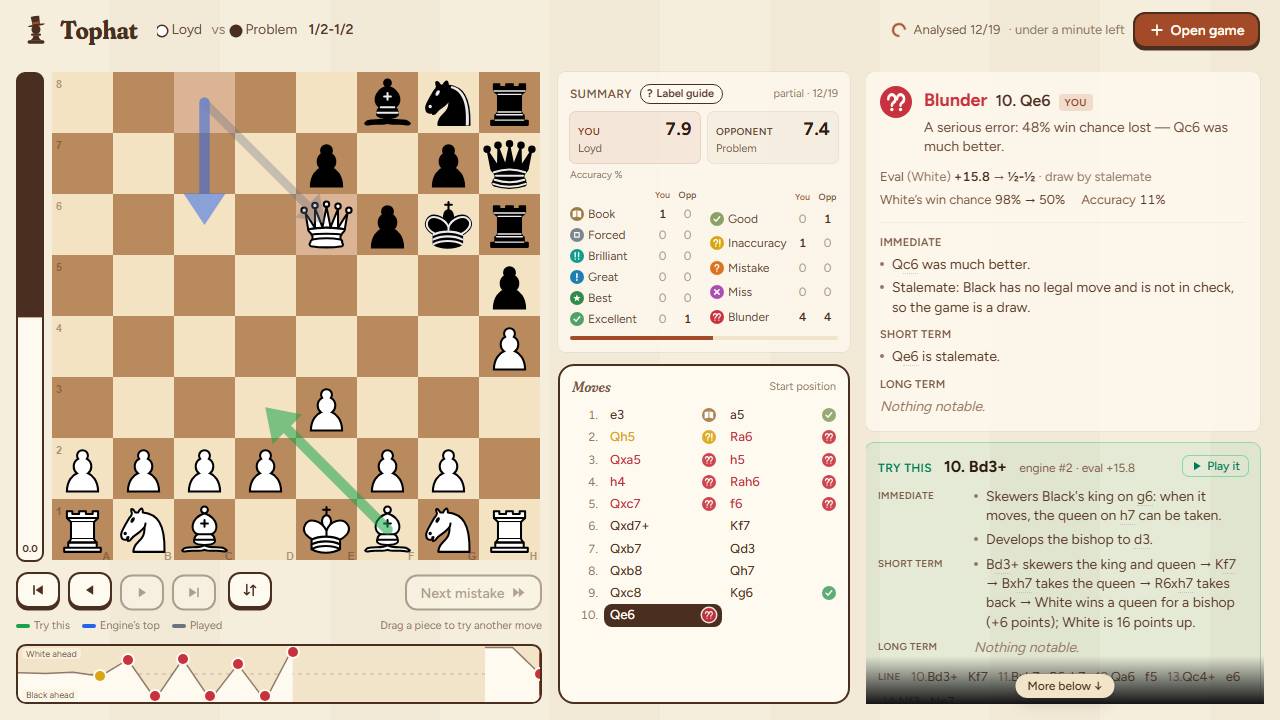 Tophat
Loyd vs Problem 1/2-1/2
Analysed 12/19 · under a minute left
+ Open game
8
7
6
5
4
3
2
1
A B C D E F G H
0.0
Next mistake
Try this Engine's top Played
Drag a piece to try another move
White ahead
Black ahead
SUMMARY ? Label guide partial · 12/19
YOU 7.9
Loyd
OPPONENT 7.4
Problem
Accuracy %
You Opp
Book 1 0
Forced 0 0
Brilliant 0 0
Great 0 0
Best 0 0
Excellent 0 1
You Opp
Good 0 1
Inaccuracy 1 0
Mistake 0 0
Miss 0 0
Blunder 4 4
Moves Start position
1. e3 a5
2. Qh5 Ra6
3. Qxa5 h5
4. h4 Rah6
5. Qxc7 f6
6. Qxd7+ Kf7
7. Qxb7 Qd3
8. Qxb8 Qh7
9. Qxc8 Kg6
10. Qe6
Blunder 10. Qe6 YOU
A serious error: 48% win chance lost — Qc6 was
much better.
Eval (White) +15.8 → ½-½ · draw by stalemate
White's win chance 98% → 50% Accuracy 11%
IMMEDIATE
• Qc6 was much better.
• Stalemate: Black has no legal move and is not in check,
so the game is a draw.
SHORT TERM
• Qe6 is stalemate.
LONG TERM
Nothing notable.
TRY THIS 10. Bd3+ engine #2 · eval +15.8 Play it
IMMEDIATE
• Skewers Black's king on g6: when it
moves, the queen on h7 can be taken.
• Develops the bishop to d3.
SHORT TERM
• Bd3+ skewers the king and queen → Kf7
→ Bxh7 takes the queen → R6xh7 takes
back → White wins a queen for a bishop
(+6 points); White is 16 points up.
LONG TERM
Nothing notable.
LINE 10.Bd3+ Kf7 Qa6 f5 13.Qc4+ e6
More below ↓